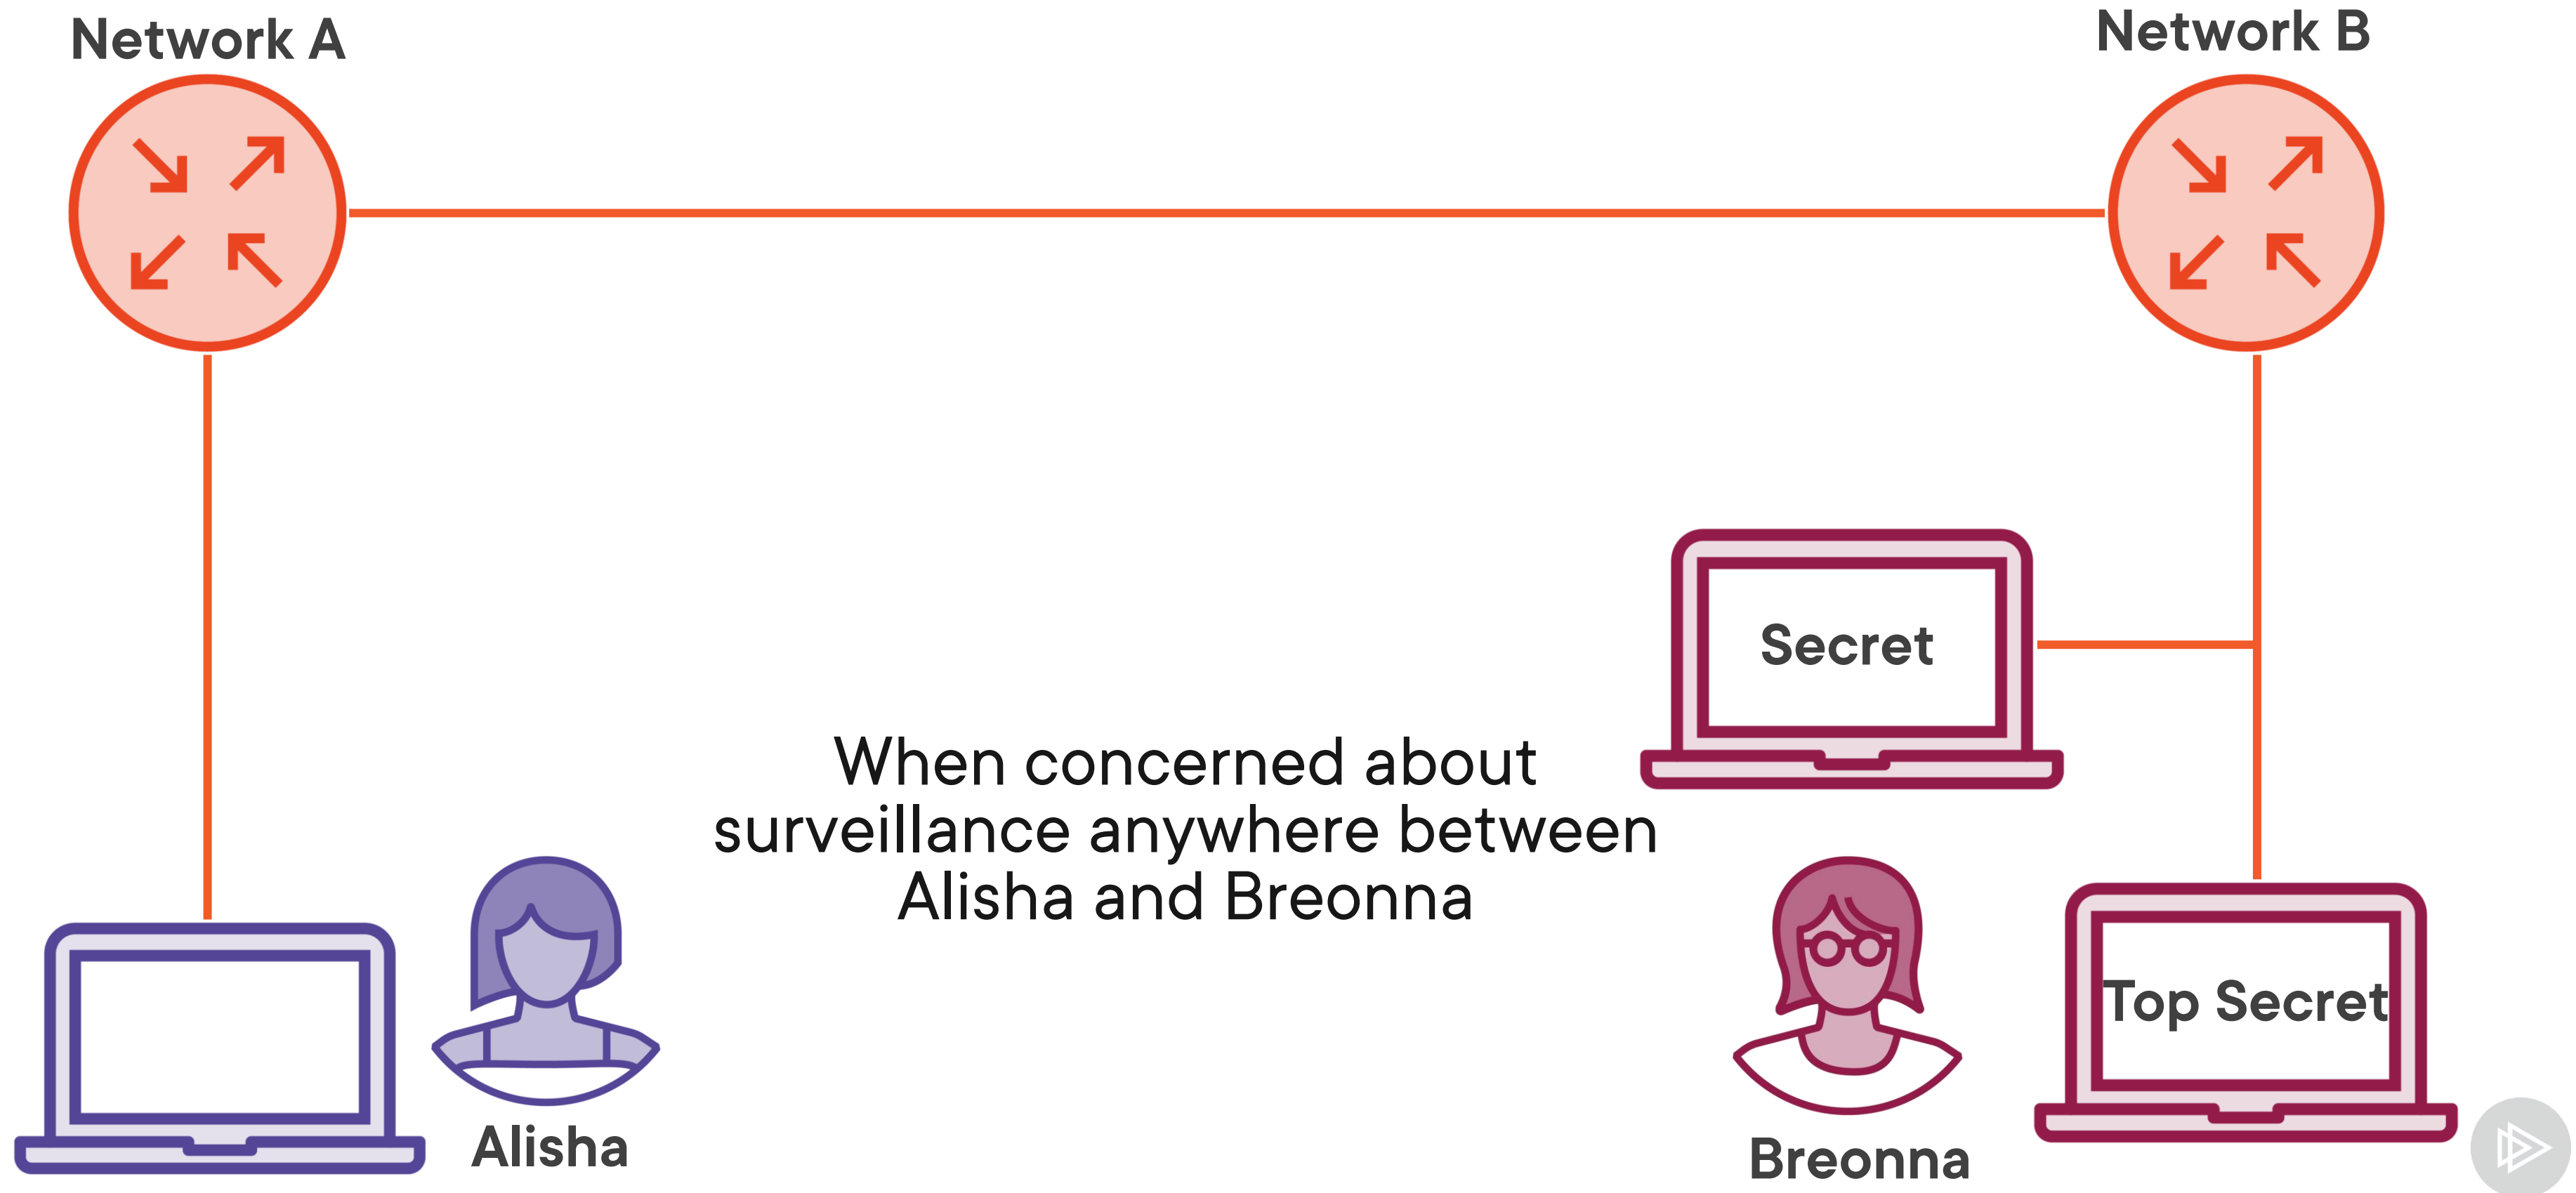 Network A
Network B
Secret
When concerned about
surveillance anywhere between
Alisha and Breonna
Top Secret
Alisha
Breonna